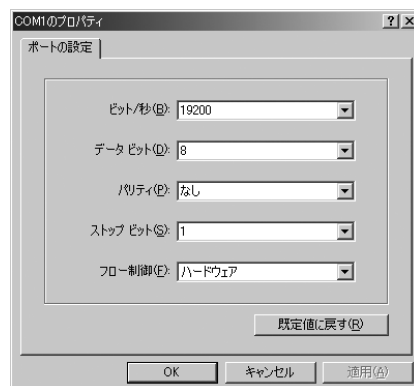 COM1のプロパティ
ポートの設定
ビット/秒(B): 19200
データ ビット(D): 8
パリティ(P): なし
ストップ ビット(S): 1
フロー制御(F): ハードウェア
既定値に戻す(R)
OK キャンセル 適用(A)